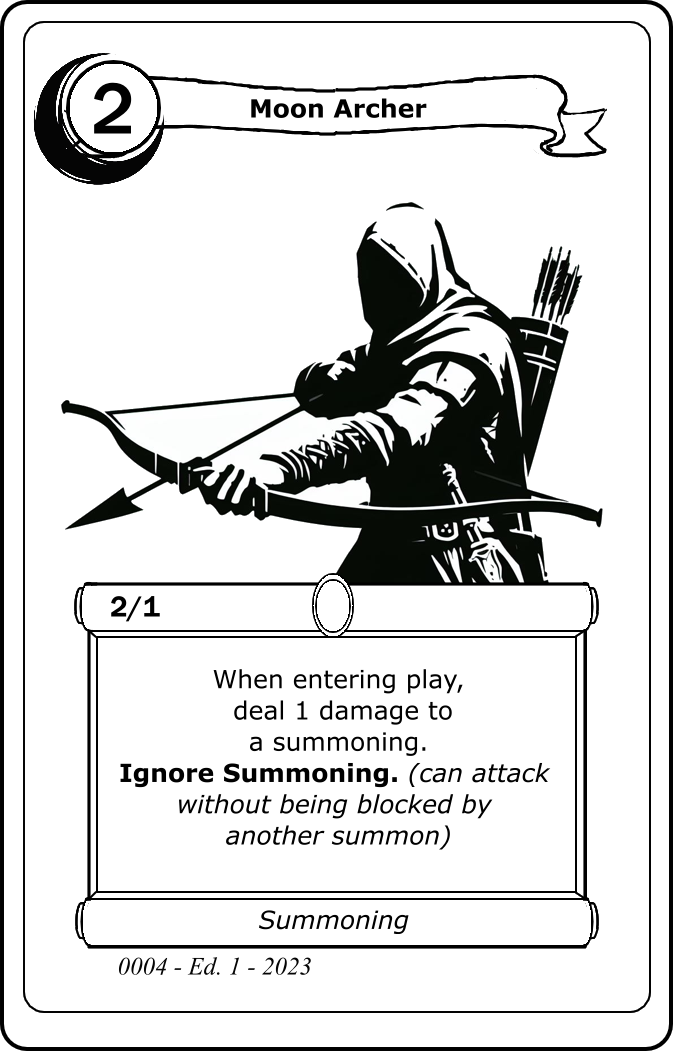 2
Moon Archer
2/1
When entering play,
deal 1 damage to
a summoning.
Ignore Summoning. (can attack
without being blocked by
another summon)
Summoning
0004 - Ed. 1 - 2023